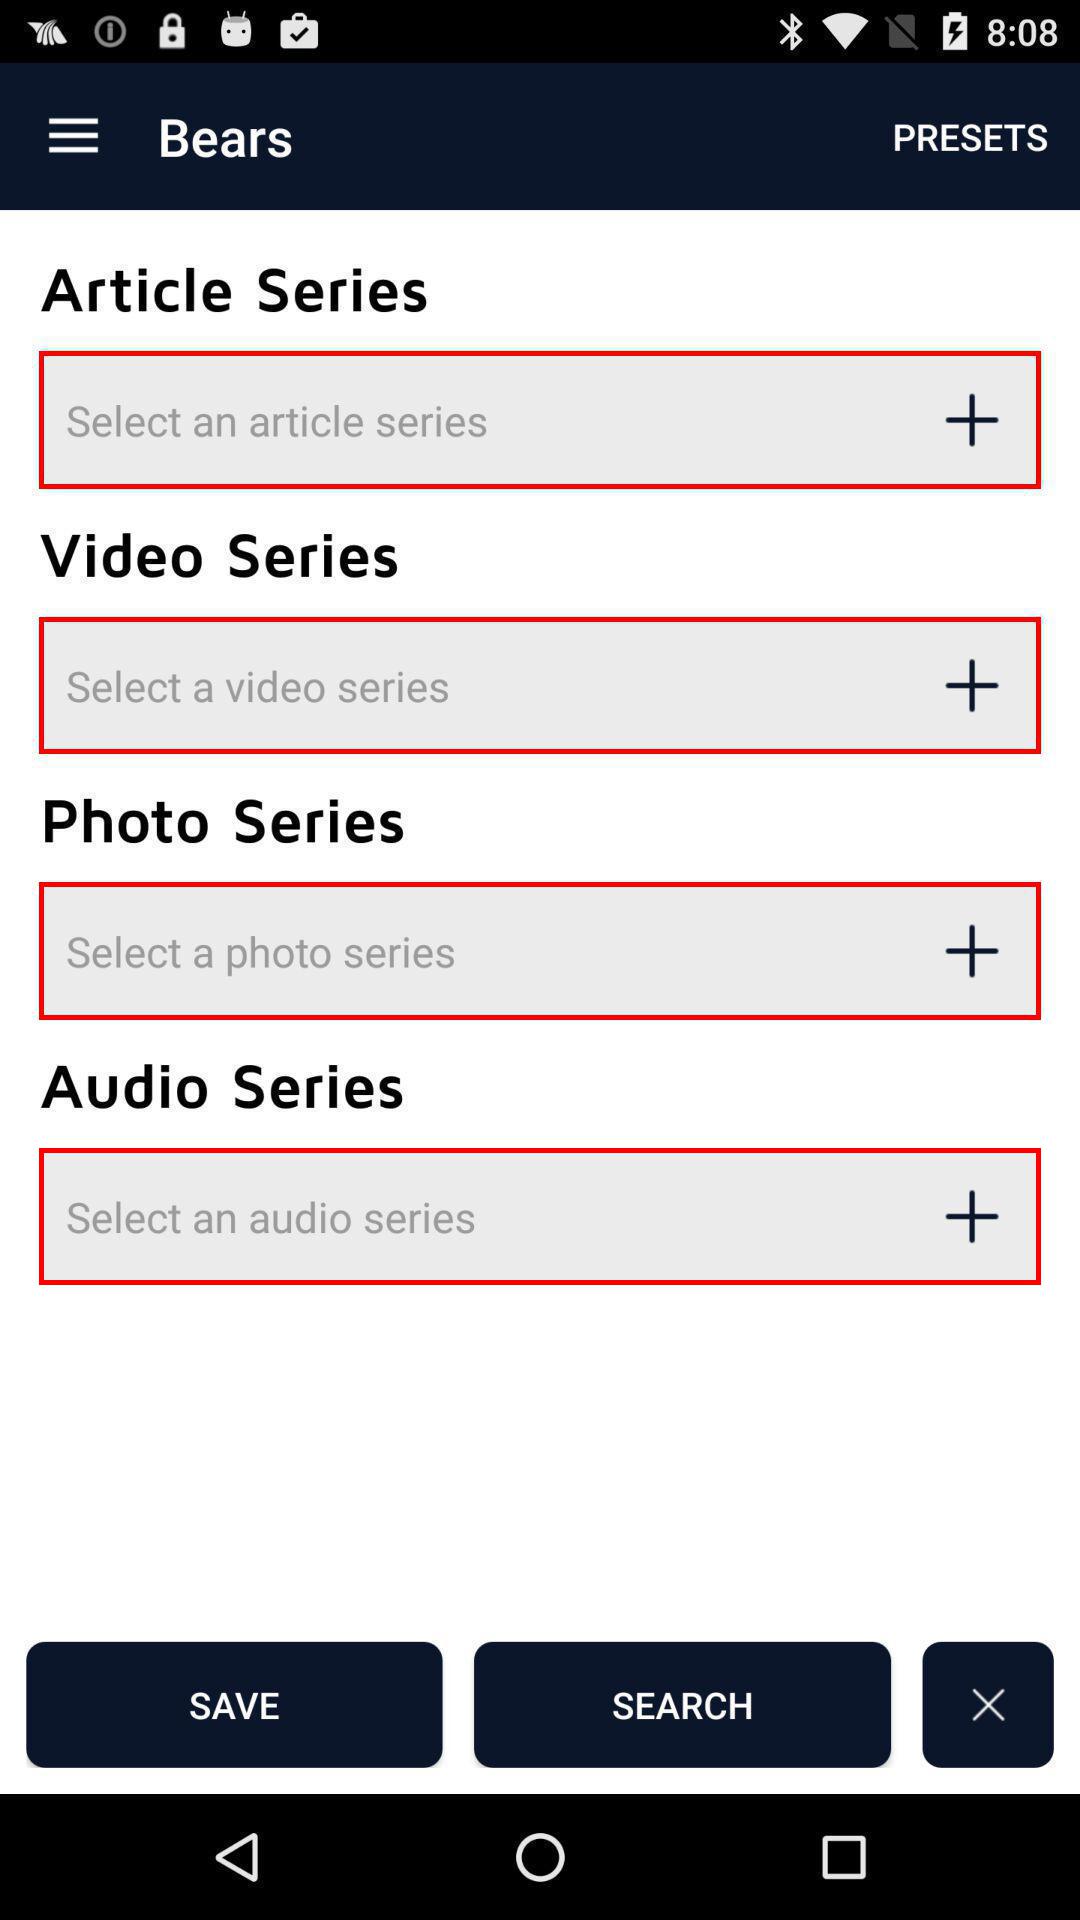 8:08
Bears
PRESETS
Article Series
Select an article series
Video Series
Select a video series
Photo Series
Select a photo series
Audio Series
Select an audio series
SAVE
SEARCH